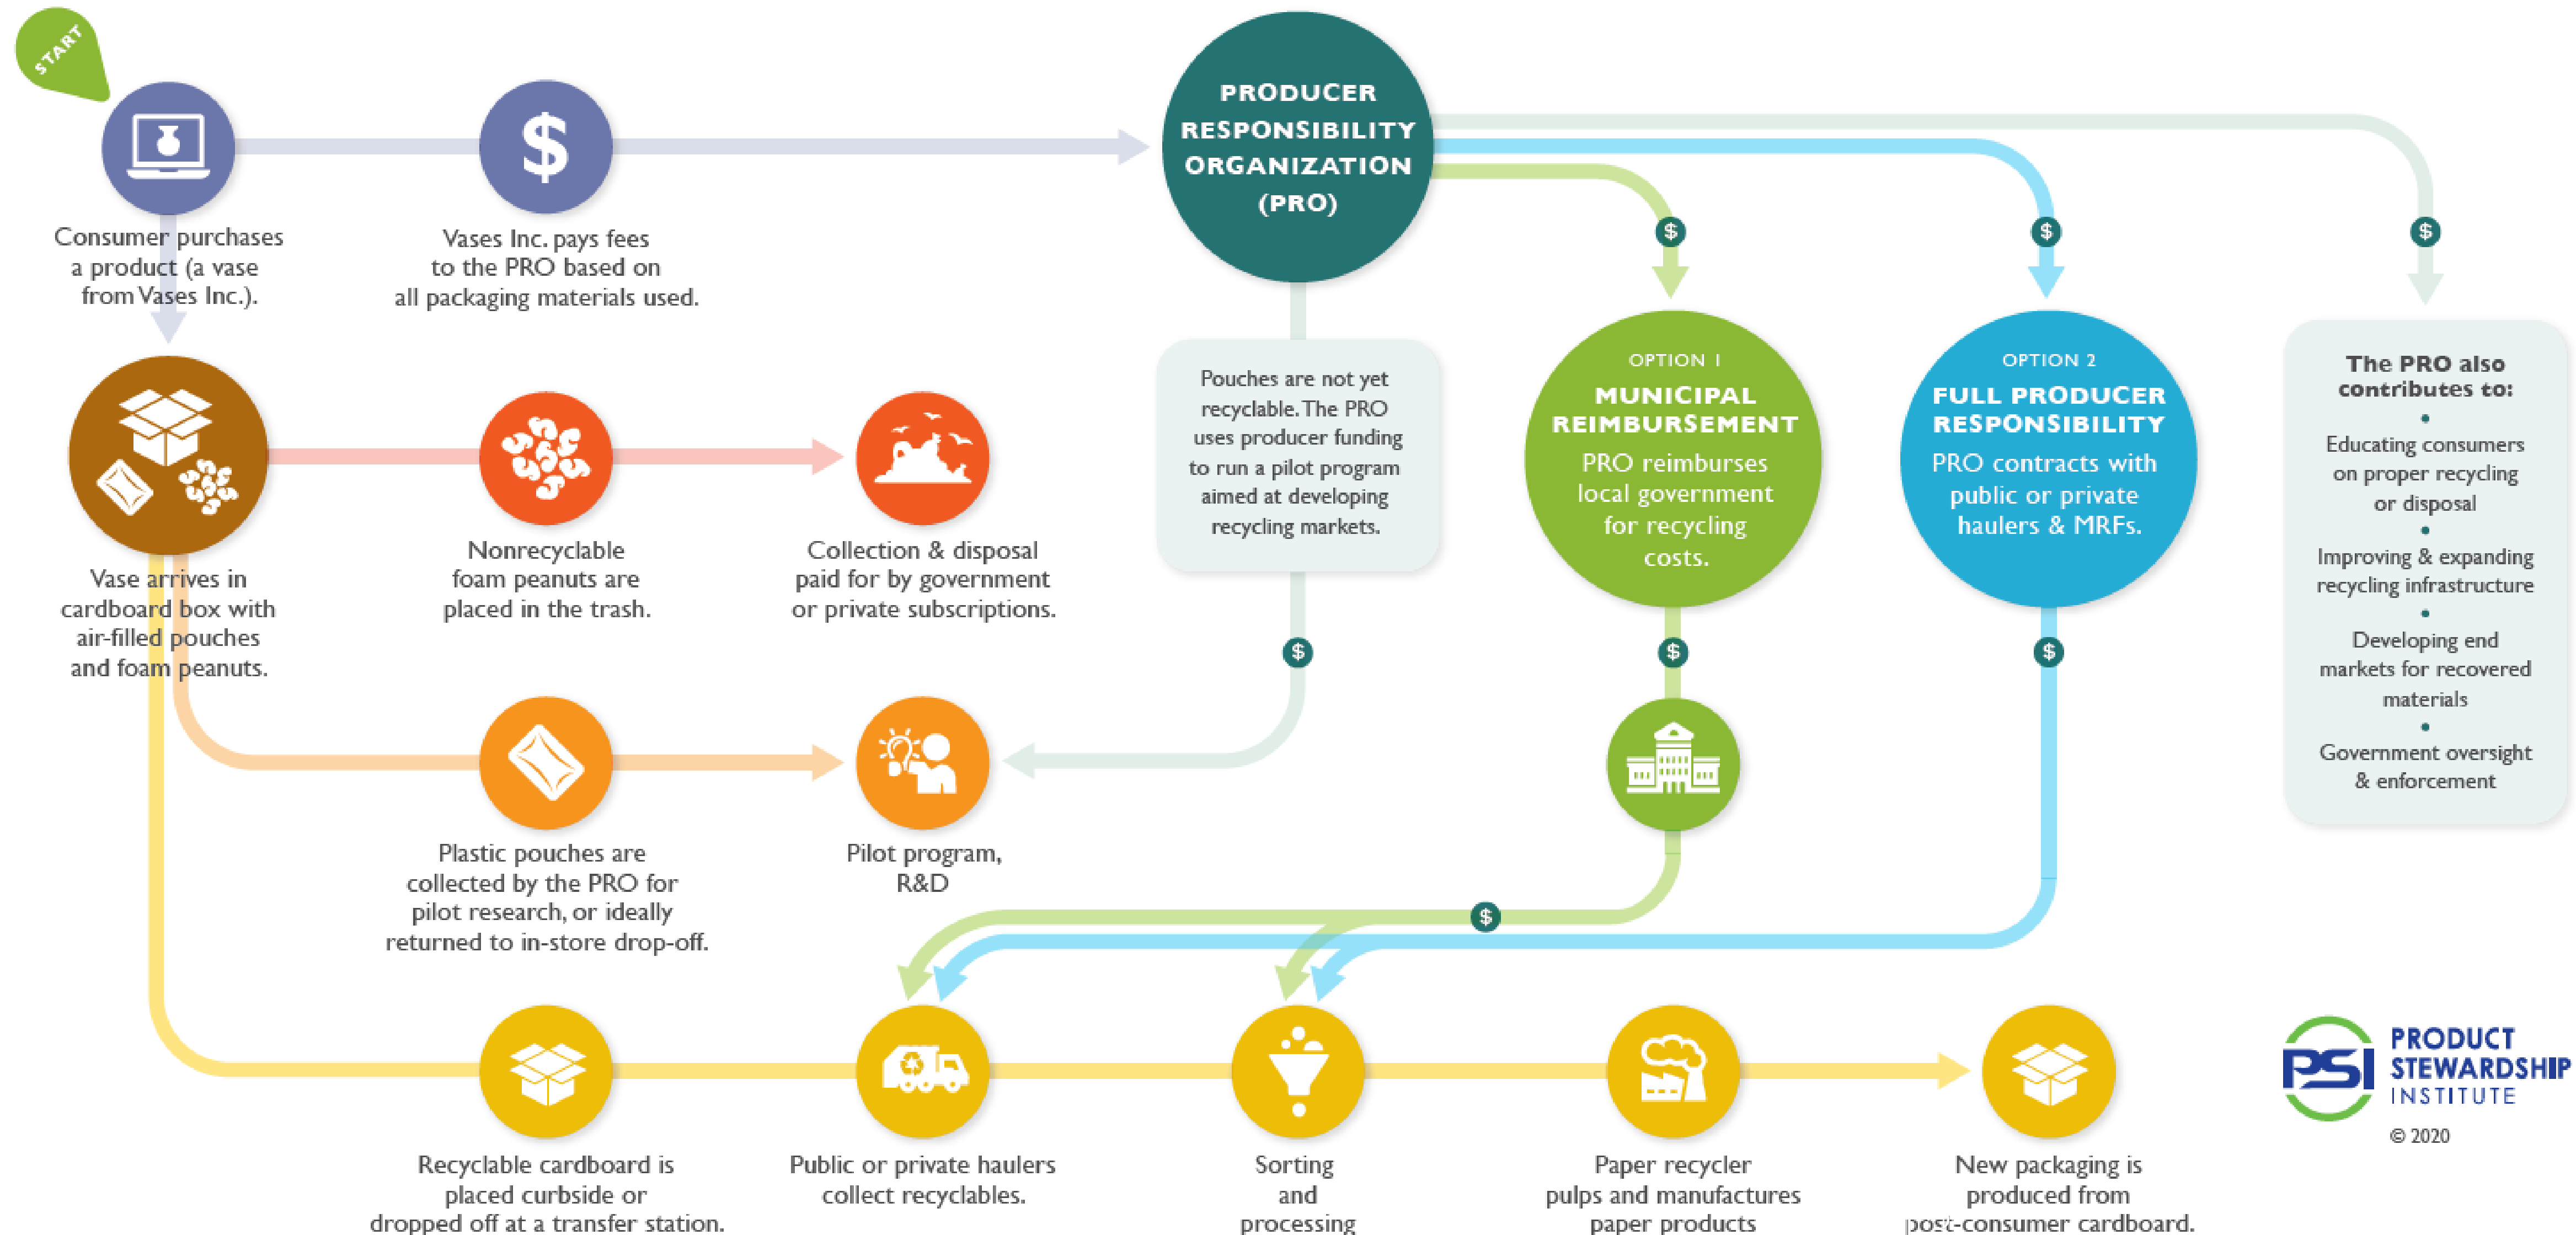 START
PRODUCER
RESPONSIBILITY
ORGANIZATION
(PRO)
$
Consumer purchases
a product (a vase
from Vases Inc.).
Vases Inc. pays fees
to the PRO based on
all packaging materials used.
$
$
$
Vase arrives in
cardboard box with
air-filled pouches
and foam peanuts.
Nonrecyclable
foam peanuts are
placed in the trash.
Collection & disposal
paid for by government
or private subscriptions.
Pouches are not yet
recyclable. The PRO
uses producer funding
to run a pilot program
aimed at developing
recycling markets.
$
OPTION 1
MUNICIPAL
REIMBURSEMENT
PRO reimburses
local government
for recycling
costs.
$
OPTION 2
FULL PRODUCER
RESPONSIBILITY
PRO contracts with
public or private
haulers & MRFs.
$
The PRO also
contributes to:
•
Educating consumers
on proper recycling
or disposal
•
Improving & expanding
recycling infrastructure
•
Developing end
markets for recovered
materials
•
Government oversight
& enforcement
Plastic pouches are
collected by the PRO for
pilot research, or ideally
returned to in-store drop-off.
Pilot program,
R&D
$
Recyclable cardboard is
placed curbside or
dropped off at a transfer station.
Public or private haulers
collect recyclables.
Sorting
and
processing
Paper recycler
pulps and manufactures
paper products
New packaging is
produced from
post-consumer cardboard.
PSI
PRODUCT
STEWARDSHIP
INSTITUTE
© 2020